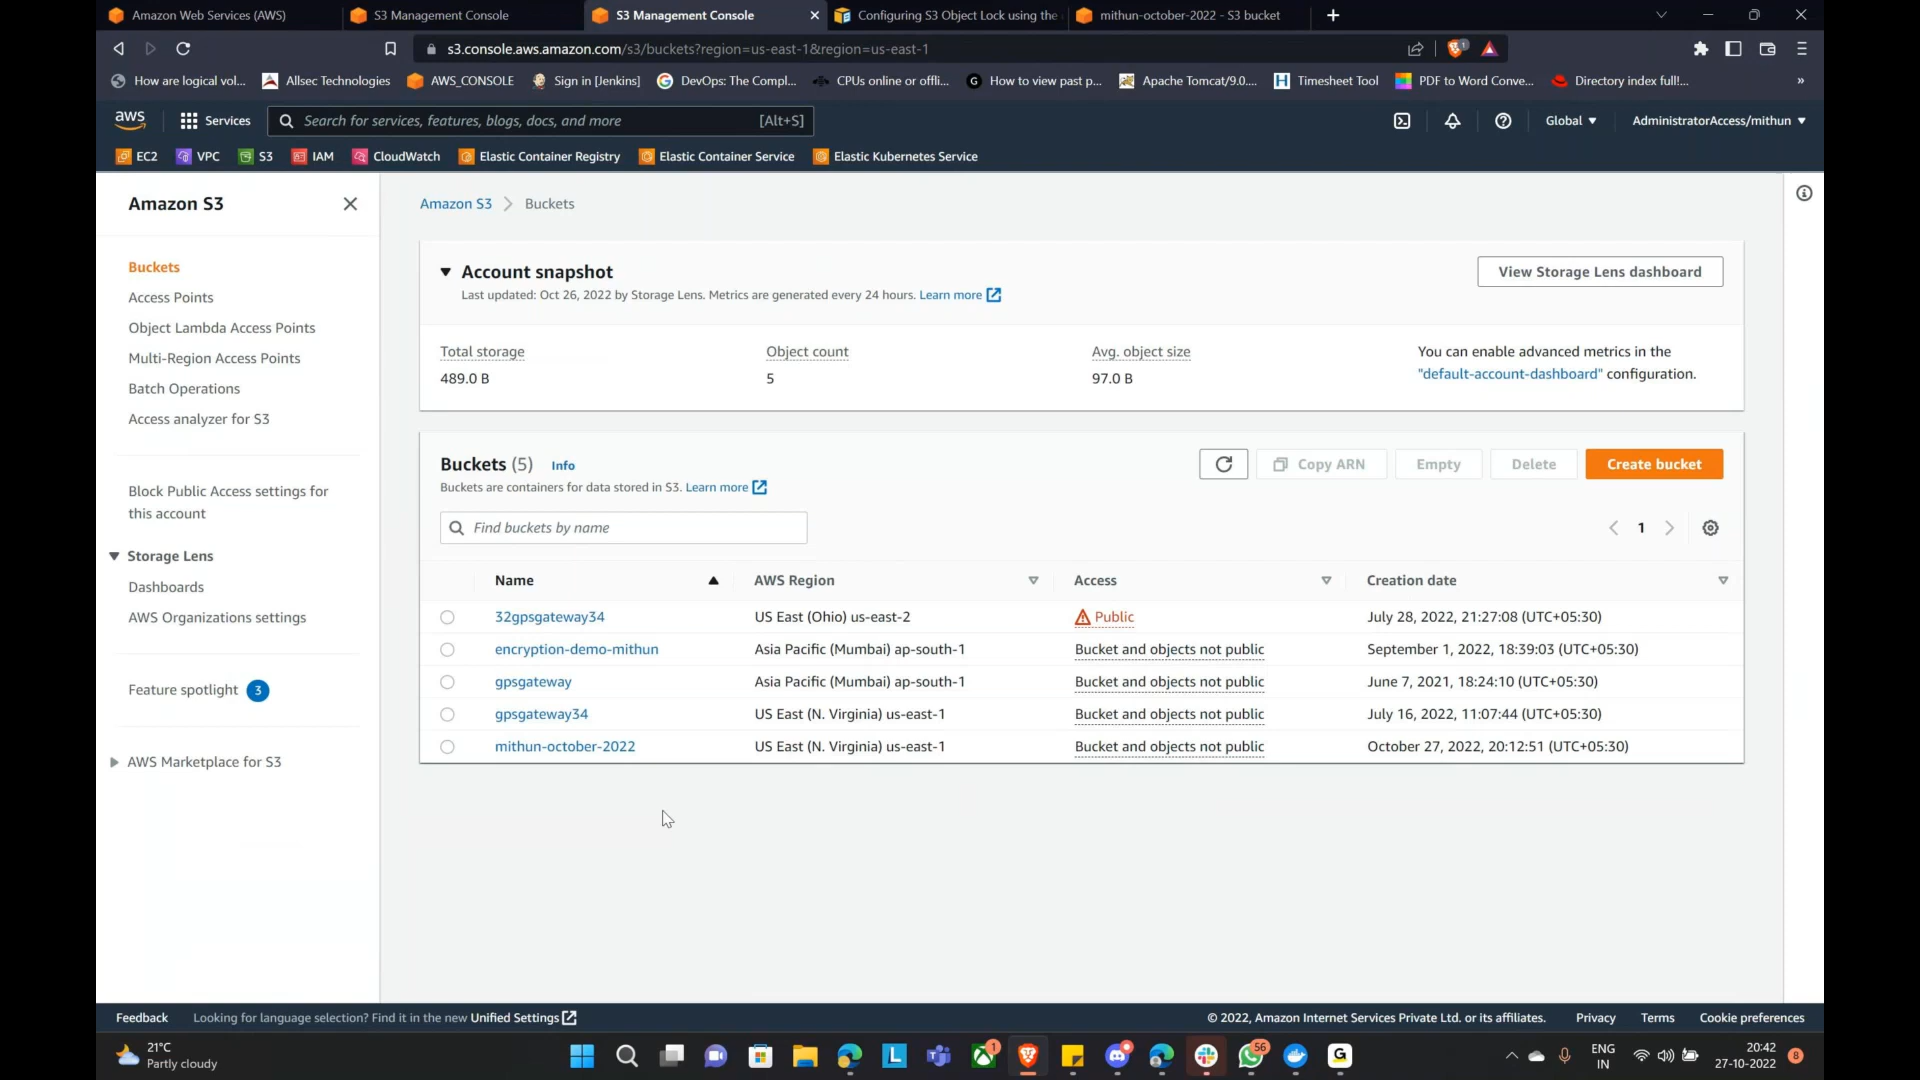 Amazon Web Services (AWS)
S3 Management Console
S3 Management Console
Configuring S3 Object Lock using the
mithun-october-2022 - S3 bucket
s3.console.aws.amazon.com/s3/buckets?region=us-east-1&region=us-east-1
1
How are logical vol...
Allsec Technologies
AWS_CONSOLE
Sign in [Jenkins]
DevOps: The Compl...
CPUs online or offli...
How to view past p...
Apache Tomcat/9.0....
Timesheet Tool
PDF to Word Conve...
Directory index full!...
»
aws
Services
Search for services, features, blogs, docs, and more
[Alt+S]
Global
AdministratorAccess/mithun
EC2
VPC
S3
IAM
CloudWatch
Elastic Container Registry
Elastic Container Service
Elastic Kubernetes Service
Amazon S3
Buckets
Access Points
Object Lambda Access Points
Multi-Region Access Points
Batch Operations
Access analyzer for S3
Block Public Access settings for
this account
Storage Lens
Dashboards
AWS Organizations settings
Feature spotlight 3
AWS Marketplace for S3
Amazon S3 > Buckets
Account snapshot
Last updated: Oct 26, 2022 by Storage Lens. Metrics are generated every 24 hours. Learn more
View Storage Lens dashboard
Total storage
489.0 B
Object count
5
Avg. object size
97.0 B
You can enable advanced metrics in the
"default-account-dashboard" configuration.
Buckets (5) Info
Buckets are containers for data stored in S3. Learn more
Copy ARN
Empty
Delete
Create bucket
Find buckets by name
1
Name AWS Region Access Creation date
32gpsgateway34 US East (Ohio) us-east-2 Public July 28, 2022, 21:27:08 (UTC+05:30)
encryption-demo-mithun Asia Pacific (Mumbai) ap-south-1 Bucket and objects not public September 1, 2022, 18:39:03 (UTC+05:30)
gpsgateway Asia Pacific (Mumbai) ap-south-1 Bucket and objects not public June 7, 2021, 18:24:10 (UTC+05:30)
gpsgateway34 US East (N. Virginia) us-east-1 Bucket and objects not public July 16, 2022, 11:07:44 (UTC+05:30)
mithun-october-2022 US East (N. Virginia) us-east-1 Bucket and objects not public October 27, 2022, 20:12:51 (UTC+05:30)
Feedback
Looking for language selection? Find it in the new Unified Settings
© 2022, Amazon Internet Services Private Ltd. or its affiliates.
Privacy
Terms
Cookie preferences
21°C
Partly cloudy
L
1
56
G
ENG
IN
20:42
27-10-2022
8